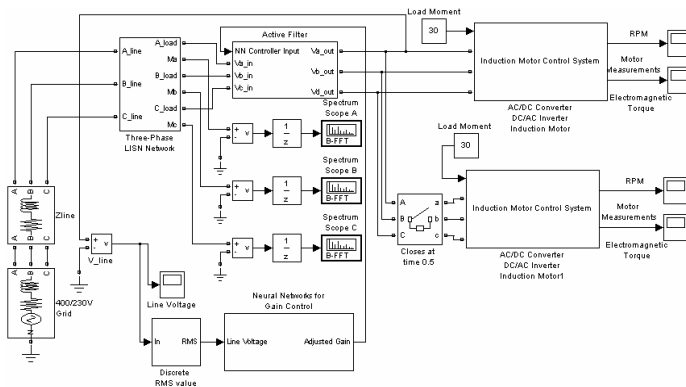 Active Filter
Load Moment
30
A_line
B_line
C_line
A_load
Ma
B_load
Mb
C_load
Mc
Three-Phase
LISN Network
NN Controller Input
Va_in
Vb_in
Vc_in
Va_out
Vb_out
Vd_out
Induction Motor Control System
AC/DC Converter
DC/AC Inverter
Induction Motor
RPM
Motor
Measurements
Electromagnetic
Torque
Spectrum
Scope A
+
-
v
1
z
B-FFT
Spectrum
Scope B
+
-
v
1
z
B-FFT
Spectrum
Scope C
+
-
v
1
z
B-FFT
Load Moment
30
A
B
C
a
b
c
Closes at
time 0.5
Induction Motor Control System
AC/DC Converter
DC/AC Inverter
Induction Motor1
RPM
Motor
Measurements
Electromagnetic
Torque
A B C
Zline
A B C
A B C
400/230V
Grid
N
+
-
v
V_line
Line Voltage
In
RMS
Discrete
RMS value
Neural Networks for
Gain Control
Line Voltage
Adjusted Gain